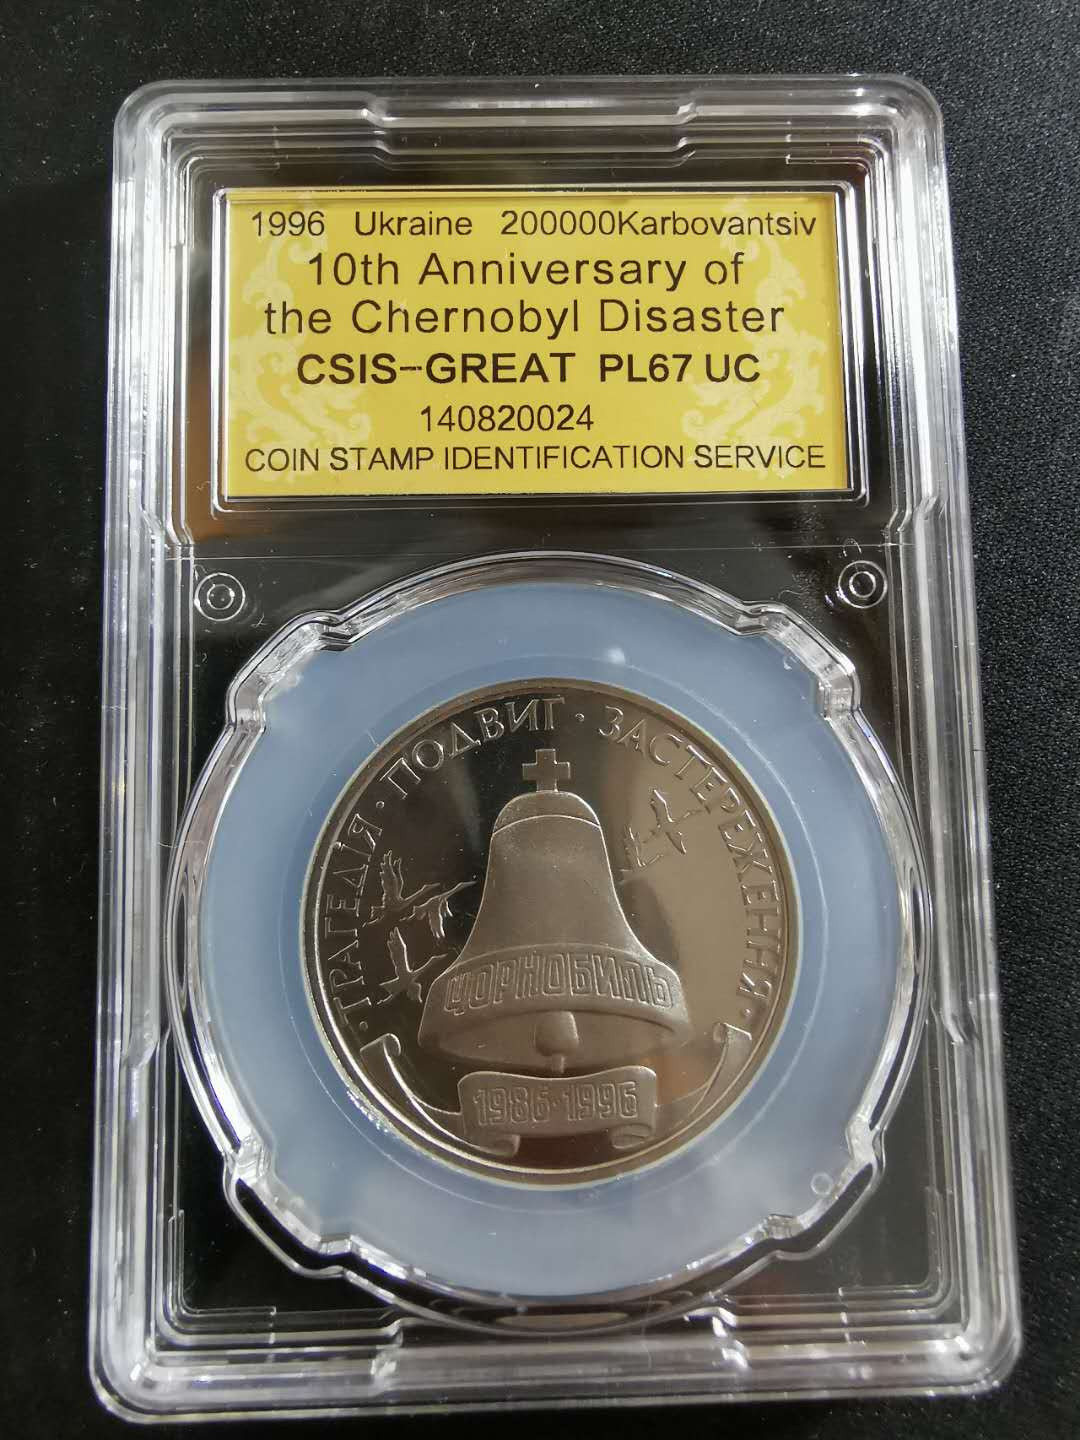 1996 Ukraine 200000Karbovantsiv
10th Anniversary of
the Chernobyl Disaster
CSIS-GREAT PL67 UC
140820024
COIN STAMP IDENTIFICATION SERVICE
· ТРАГЕДІЯ · ПОДВИГ · ЗАСТЕРЕЖЕННЯ ·
ЧОРНОБИЛЬ
1986·1996